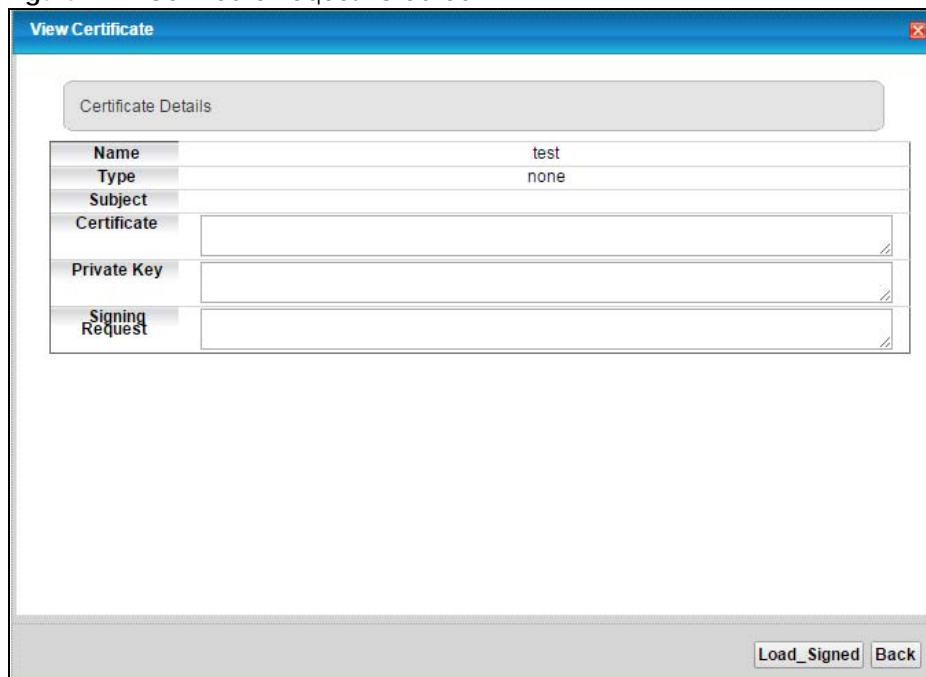 View Certificate
Certificate Details
Name test
Type none
Subject
Certificate
Private Key
Signing
Request
Load_Signed Back